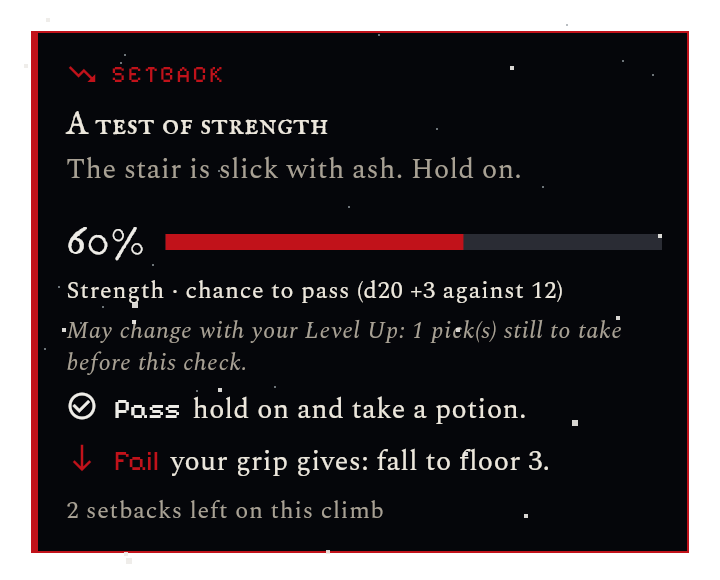 SETBACK
A TEST OF STRENGTH
The stair is slick with ash. Hold on.
60%
Strength · chance to pass (d20 +3 against 12)
May change with your Level Up: 1 pick(s) still to take
before this check.
Pass hold on and take a potion.
Fail your grip gives: fall to floor 3.
2 setbacks left on this climb